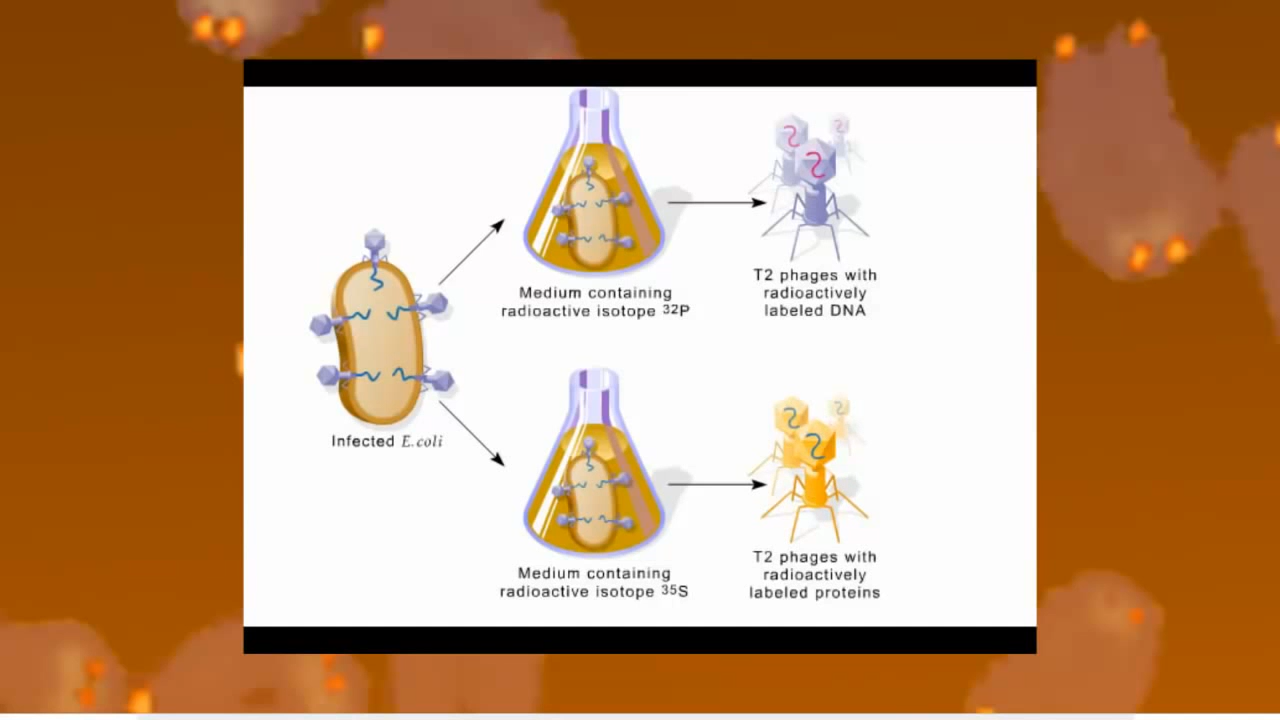 Medium containing
radioactive isotope 32P
T2 phages with
radioactively
labeled DNA
Infected E.coli
Medium containing
radioactive isotope 35S
T2 phages with
radioactively
labeled proteins